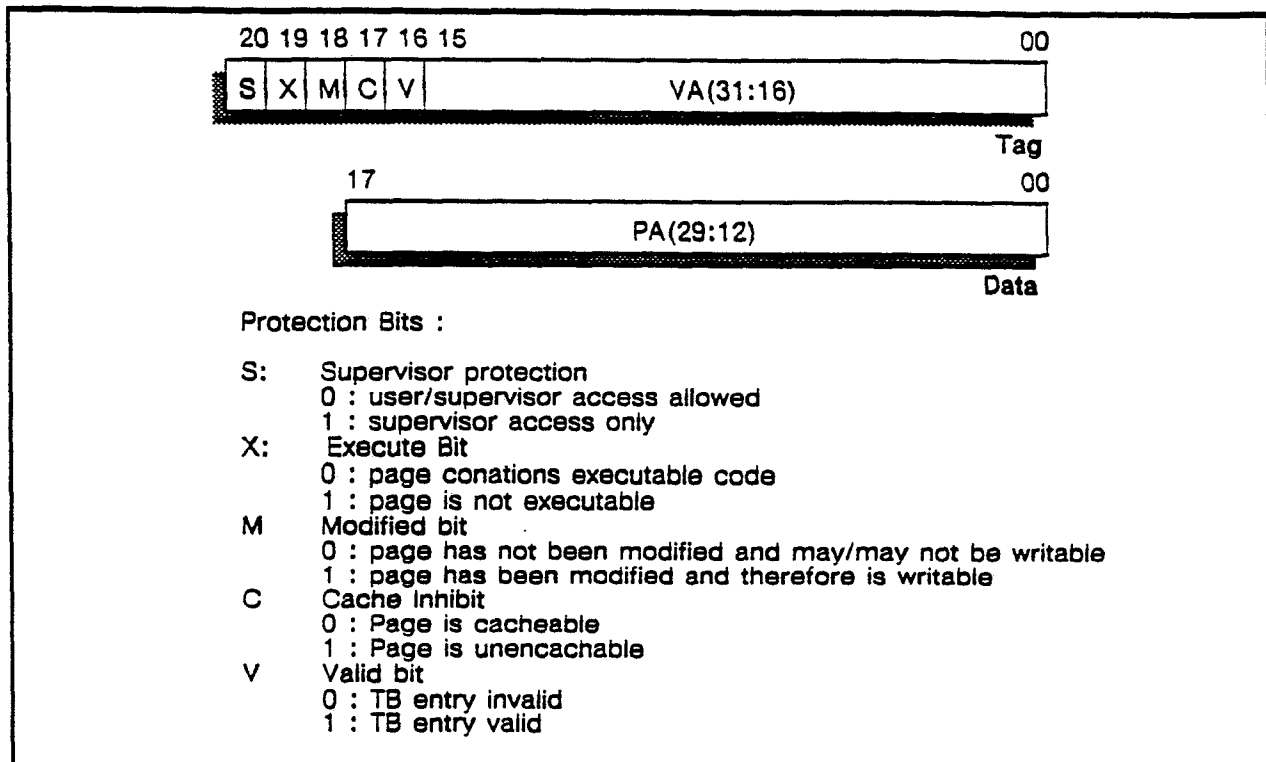 20 19 18 17 16 15 00
S X M C V VA(31:16)
Tag
17 00
PA(29:12)
Data
Protection Bits :
S: Supervisor protection
0 : user/supervisor access allowed
1 : supervisor access only
X: Execute Bit
0 : page conations executable code
1 : page is not executable
M Modified bit
0 : page has not been modified and may/may not be writable
1 : page has been modified and therefore is writable
C Cache Inhibit
0 : Page is cacheable
1 : Page is unencachable
V Valid bit
0 : TB entry invalid
1 : TB entry valid